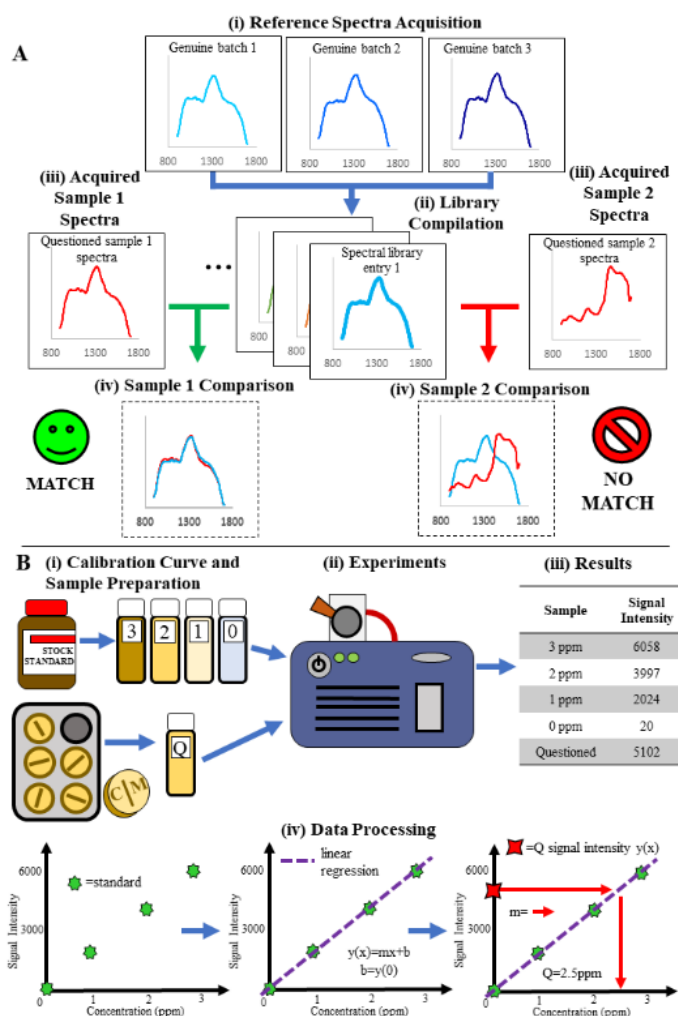 (i) Reference Spectra Acquisition
A
Genuine batch 1
Genuine batch 2
Genuine batch 3
800 1300 1800
800 1300 1800
800 1300 1800
(iii) Acquired
Sample 1
Spectra
(ii) Library
Compilation
(iii) Acquired
Sample 2
Spectra
Questioned sample 1
spectra
800 1300 1800
...
800
800
Spectral library
entry 1
800 1300 1800
Questioned sample 2
spectra
800 1300 1800
(iv) Sample 1 Comparison
MATCH
800 1300 1800
(iv) Sample 2 Comparison
800 1300 1800
NO
MATCH
B
(i) Calibration Curve and
Sample Preparation
STOCK
STANDARD
3 2 1 0
Q
C M
(ii) Experiments
(iii) Results
Sample Signal Intensity
3 ppm 6058
2 ppm 3997
1 ppm 2024
0 ppm 20
Questioned 5102
(iv) Data Processing
Signal Intensity
6000
3000
0
=standard
0 1 2 3
Concentration (ppm)
Signal Intensity
6000
3000
linear
regression
y(x)=mx+b
b=y(0)
0 1 2 3
Concentration (ppm)
Signal Intensity
6000
3000
=Q signal intensity y(x)
m=
Q=2.5ppm
0 1 2 3
Concentration (ppm)